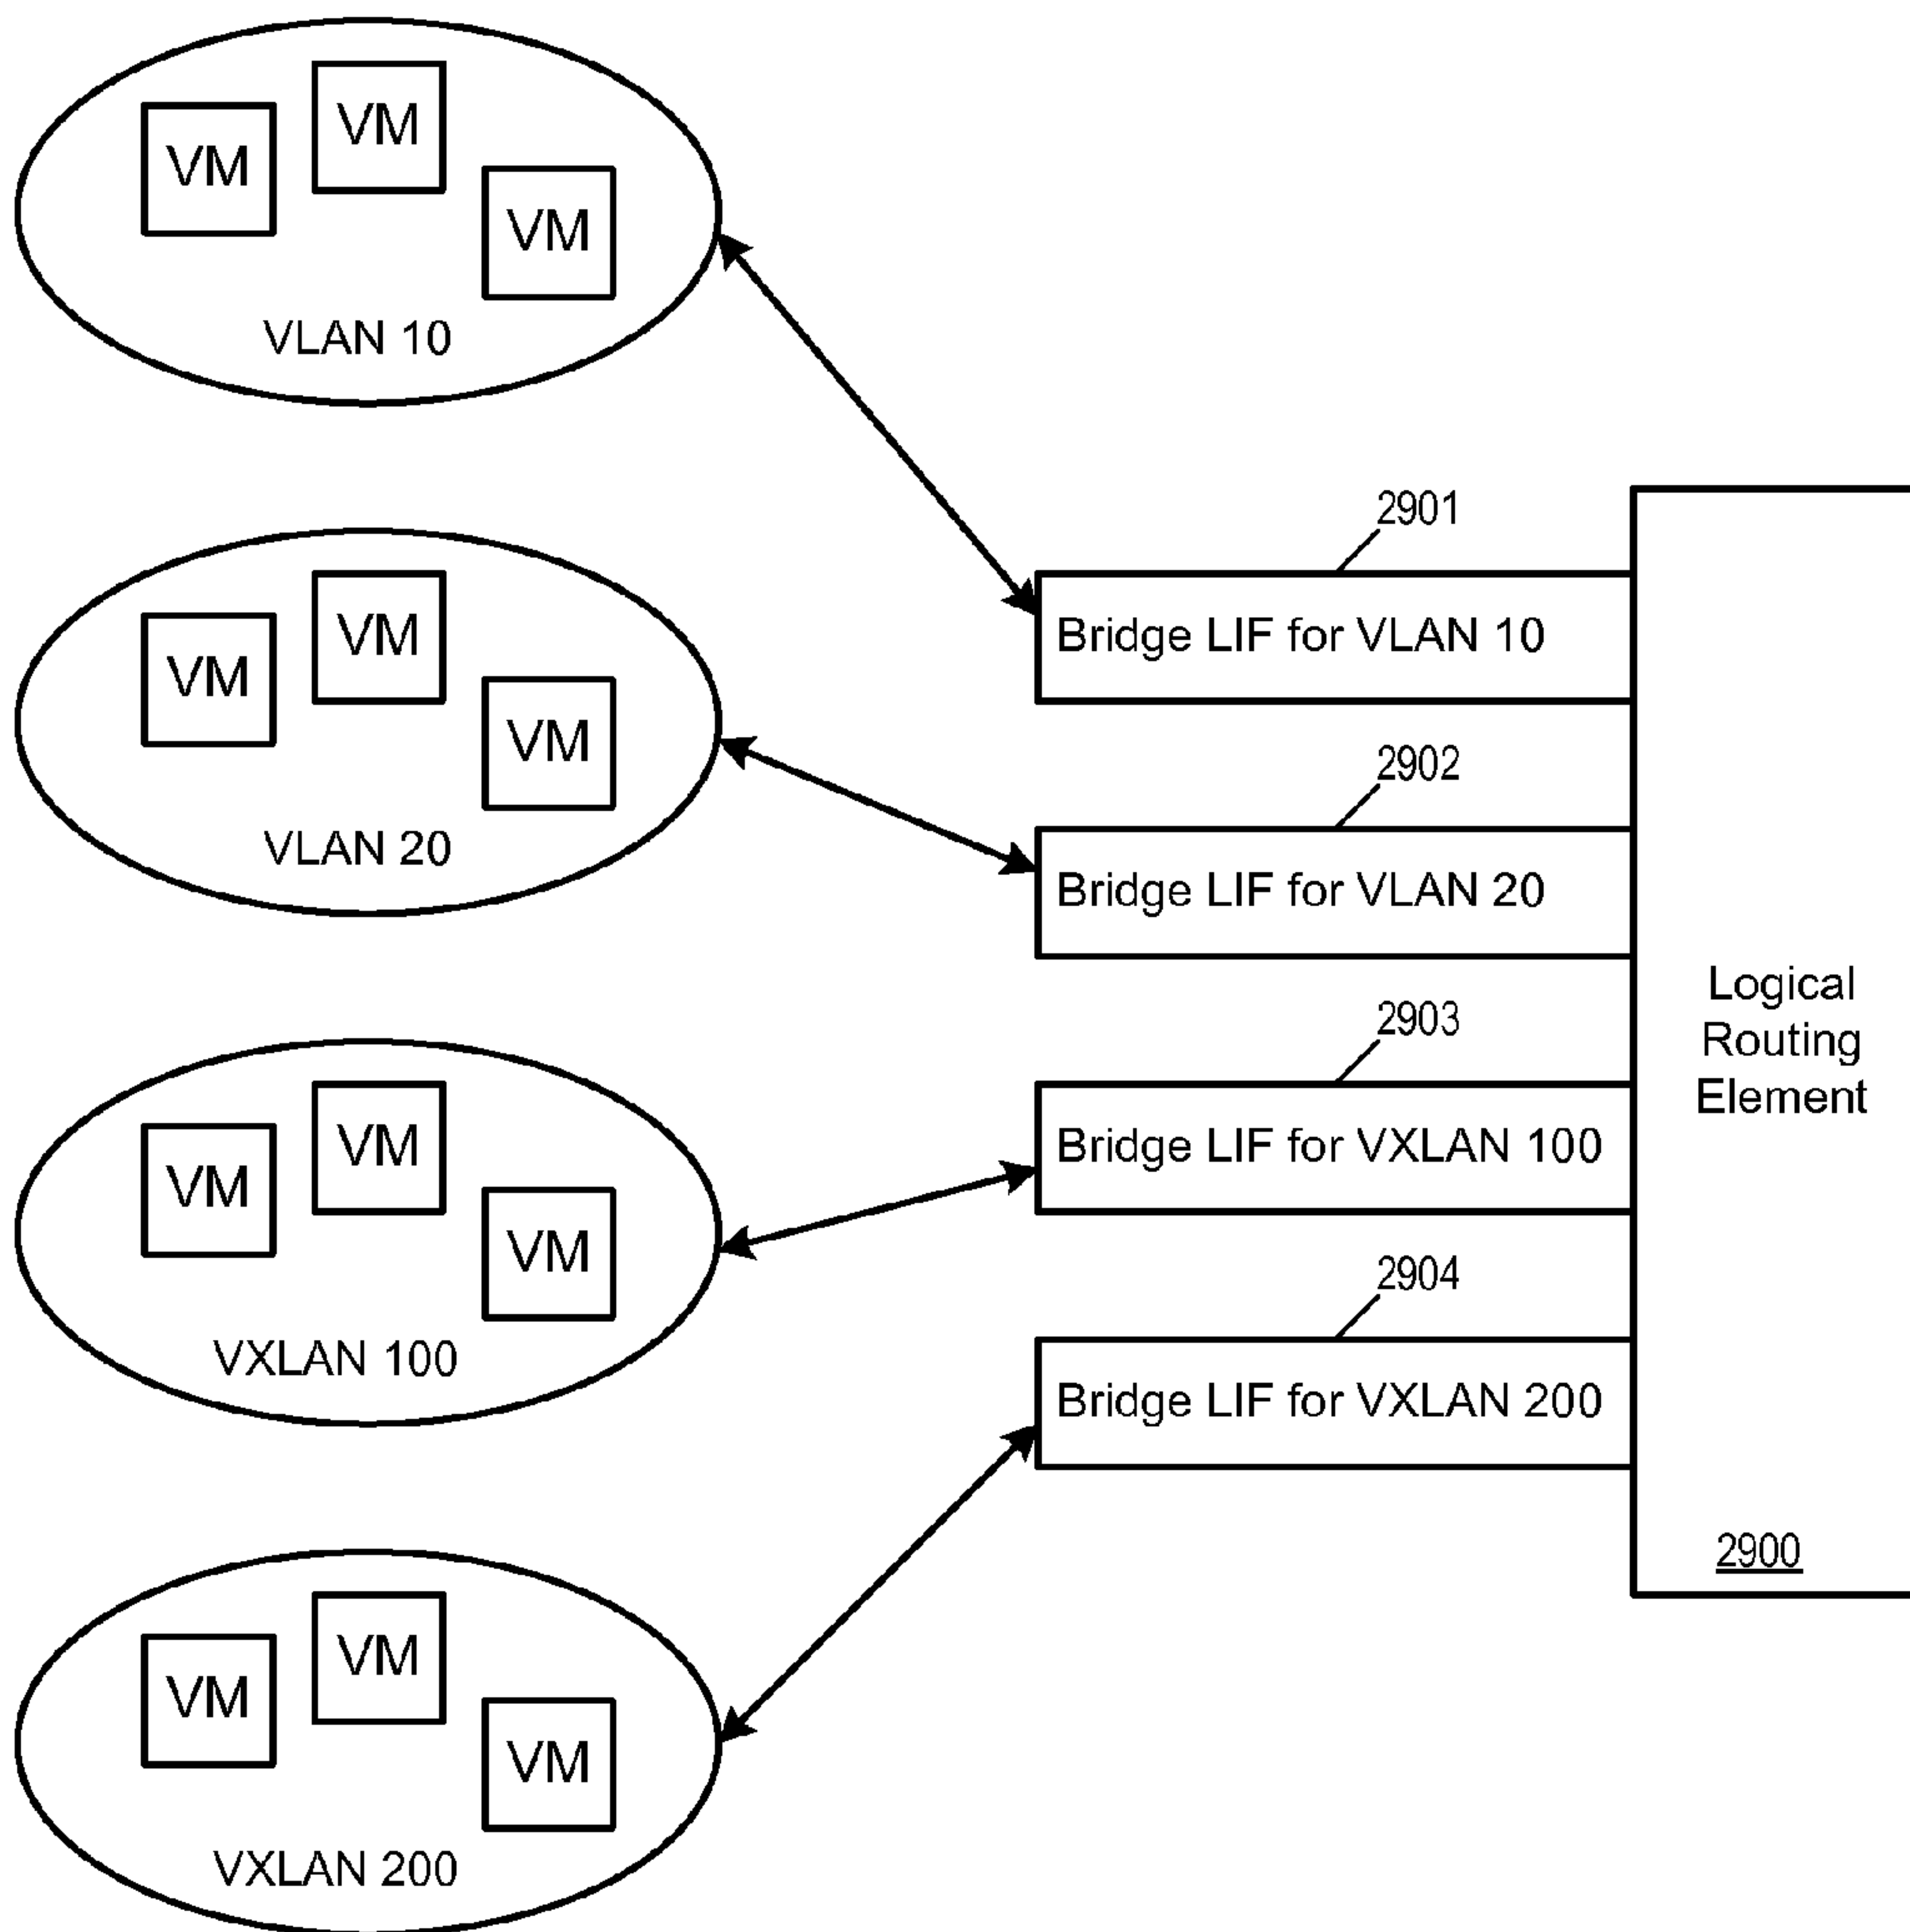 VM
VM
VM
VLAN 10
VM
VM
VM
VLAN 20
VM
VM
VM
VXLAN 100
VM
VM
VM
VXLAN 200
2901
Bridge LIF for VLAN 10
2902
Bridge LIF for VLAN 20
2903
Bridge LIF for VXLAN 100
2904
Bridge LIF for VXLAN 200
Logical
Routing
Element
2900